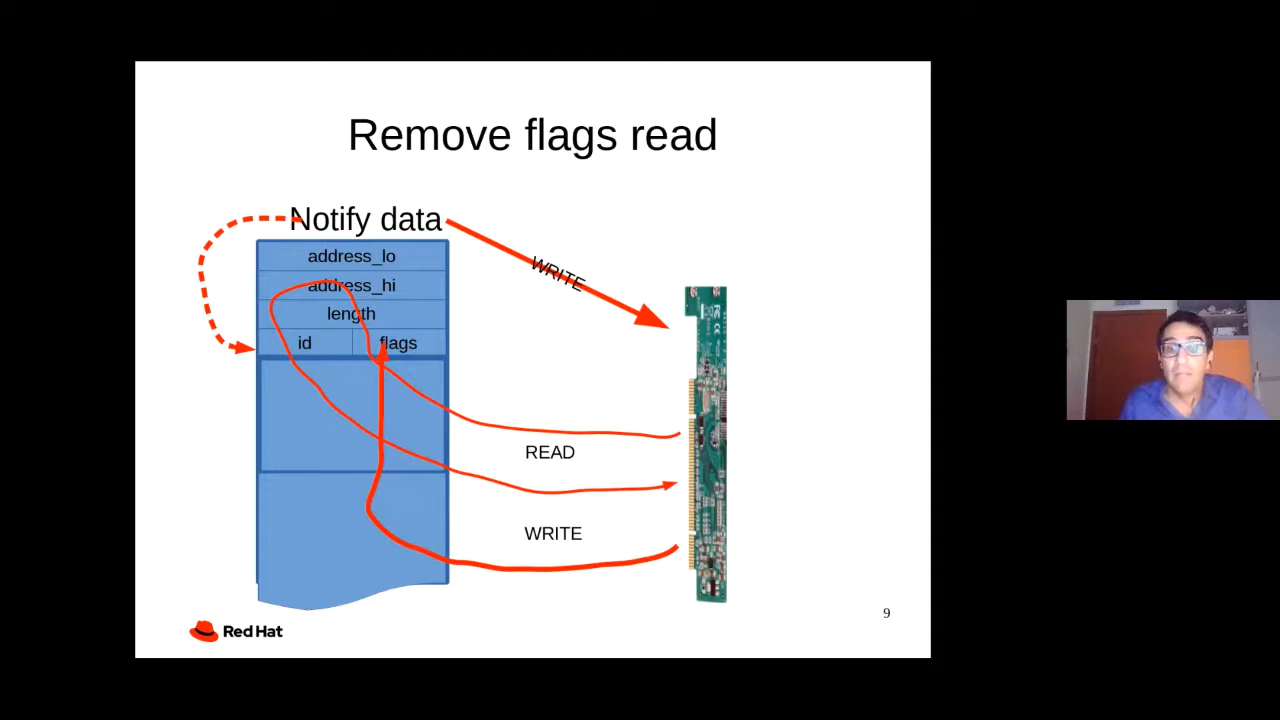 Remove flags read
Notify data
WRITE
address_lo
address_hi
length
id flags
READ
WRITE
9
Red Hat